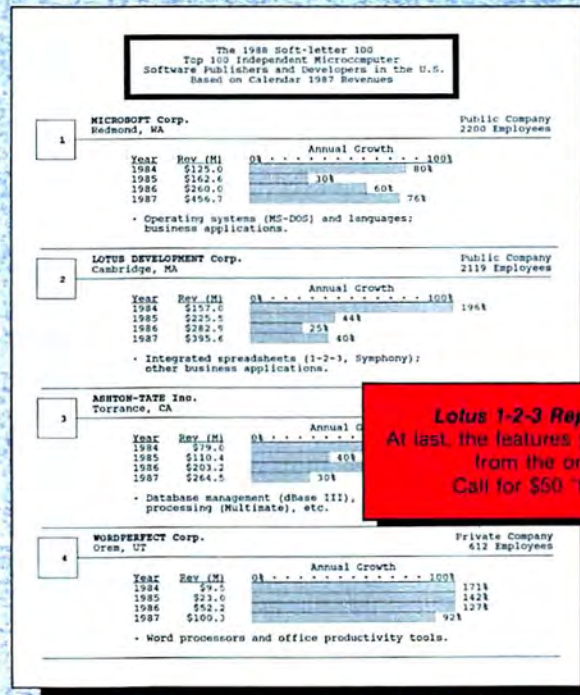 The 1988 Soft-letter 100
Top 100 Independent Microcomputer
Software Publishers and Developers in the U.S.
Based on Calendar 1987 Revenues
1
MICROSOFT Corp.
Redmond, WA
Public Company
2200 Employees
Annual Growth
Year Rev (M) 0% 100%
1984 $125.0 80%
1985 $162.6 30%
1986 $260.0 60%
1987 $456.7 76%
· Operating systems (MS-DOS) and languages;
business applications.
2
LOTUS DEVELOPMENT Corp.
Cambridge, MA
Public Company
2119 Employees
Annual Growth
Year Rev (M) 0% 100%
1984 $157.0 196%
1985 $225.5 44%
1986 $282.9 25%
1987 $395.6 40%
· Integrated spreadsheets (1-2-3, Symphony);
other business applications.
3
ASHTON-TATE Inc.
Torrance, CA
Annual
Year Rev (M) 0%
1984 $79.0
1985 $110.4 40%
1986 $203.2
1987 $264.5 30%
· Database management (dBase III),
processing (Multimate), etc.
Lotus 1-2-3
At last, the features
from the
Call for $50
4
WORDPERFECT Corp.
Orem, UT
Private Company
612 Employees
Annual Growth
Year Rev (M) 0% 100%
1984 $9.5 171%
1985 $23.0 142%
1986 $52.2 127%
1987 $100.3 92%
· Word processors and office productivity tools.